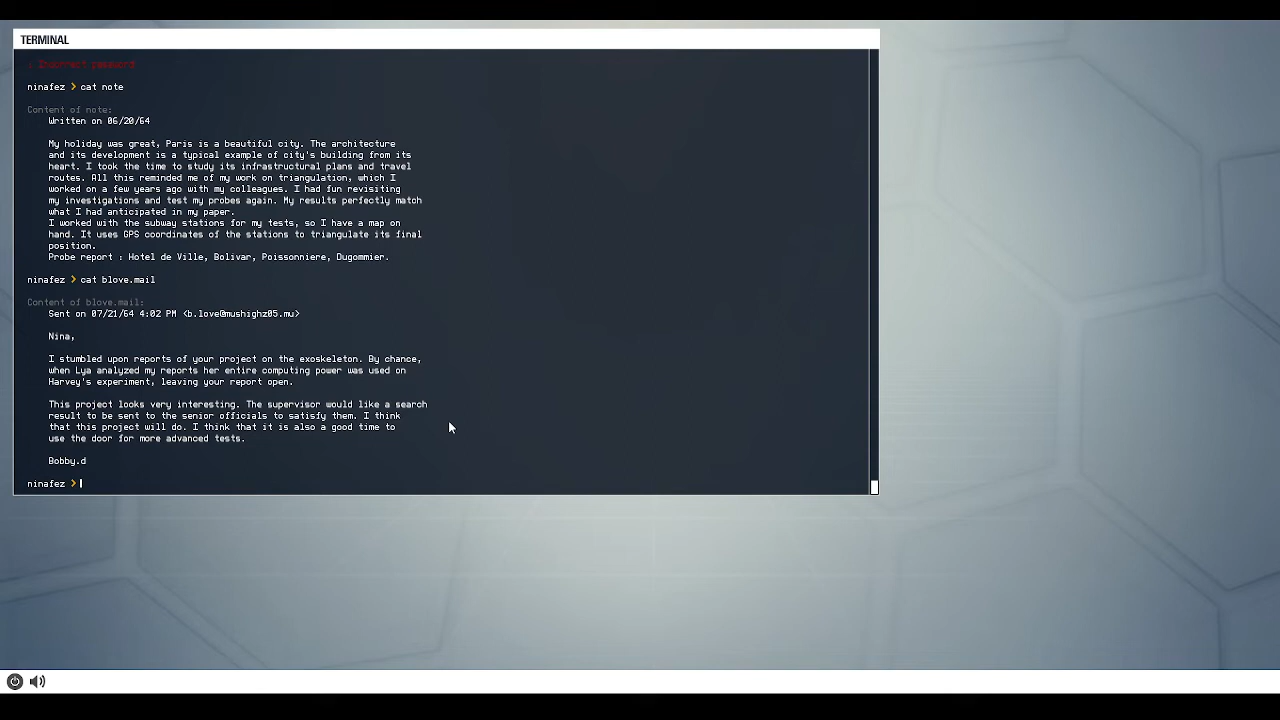 TERMINAL
: Incorrect password
ninafez > cat note
Content of note:
Written on 06/20/64
My holiday was great, Paris is a beautiful city. The architecture
and its development is a typical example of city's building from its
heart. I took the time to study its infrastructural plans and travel
routes. All this reminded me of my work on triangulation, which I
worked on a few years ago with my colleagues. I had fun revisiting
my investigations and test my probes again. My results perfectly match
what I had anticipated in my paper.
I worked with the subway stations for my tests, so I have a map on
hand. It uses GPS coordinates of the stations to triangulate its final
position.
Probe report : Hotel de Ville, Bolivar, Poissonniere, Dugommier.
ninafez > cat blove.mail
Content of blove.mail:
Sent on 07/21/64 4:02 PM <b.love@mushighz05.mu>
Nina,
I stumbled upon reports of your project on the exoskeleton. By chance,
when Lya analyzed my reports her entire computing power was used on
Harvey's experiment, leaving your report open.
This project looks very interesting. The supervisor would like a search
result to be sent to the senior officials to satisfy them. I think
that this project will do. I think that it is also a good time to
use the door for more advanced tests.
Bobby.d
ninafez >